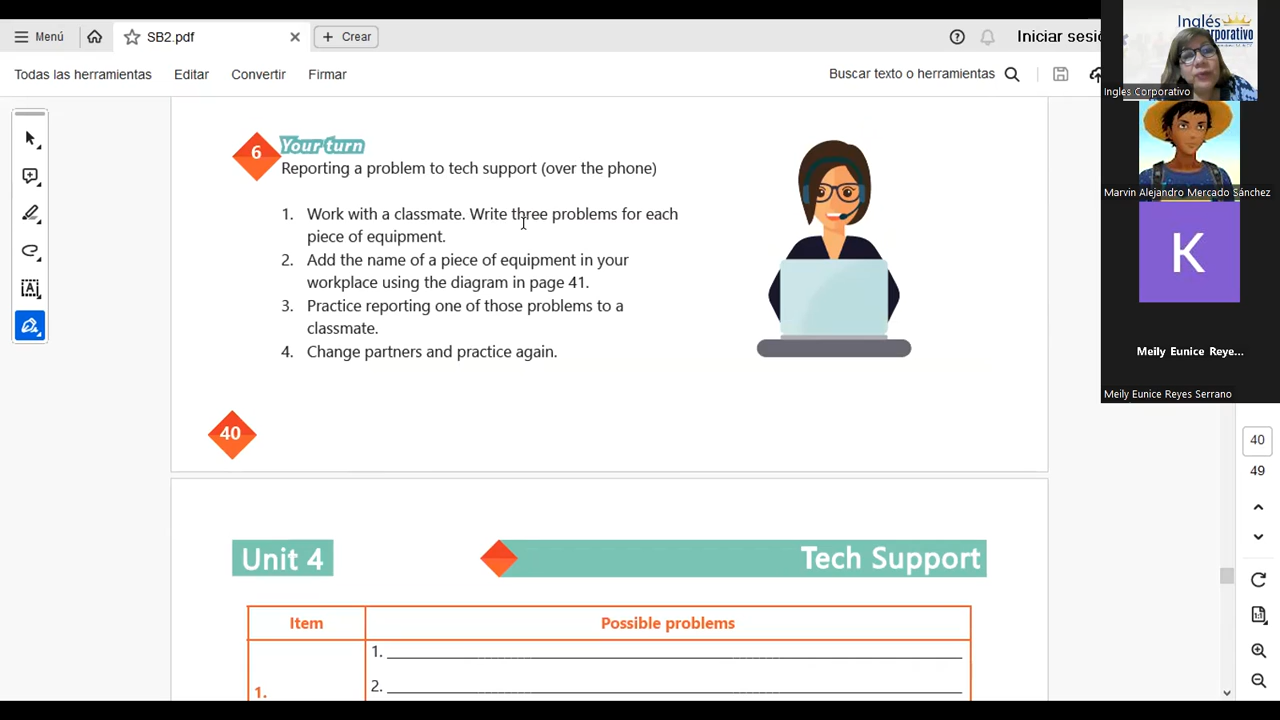 Menú
SB2.pdf
Crear
Iniciar sesi
Todas las herramientas
Editar
Convertir
Firmar
Buscar texto o herramientas
6
Your turn
Reporting a problem to tech support (over the phone)
1. Work with a classmate. Write three problems for each
piece of equipment.
2. Add the name of a piece of equipment in your
workplace using the diagram in page 41.
3. Practice reporting one of those problems to a
classmate.
4. Change partners and practice again.
40
Unit 4
Tech Support
Item
Possible problems
1.
1.
2.
Inglés
orporativo
Ingles Corporativo
Marvin Alejandro Mercado Sánchez
K
Meily Eunice Reye...
Meily Eunice Reyes Serrano
40
49
1:1